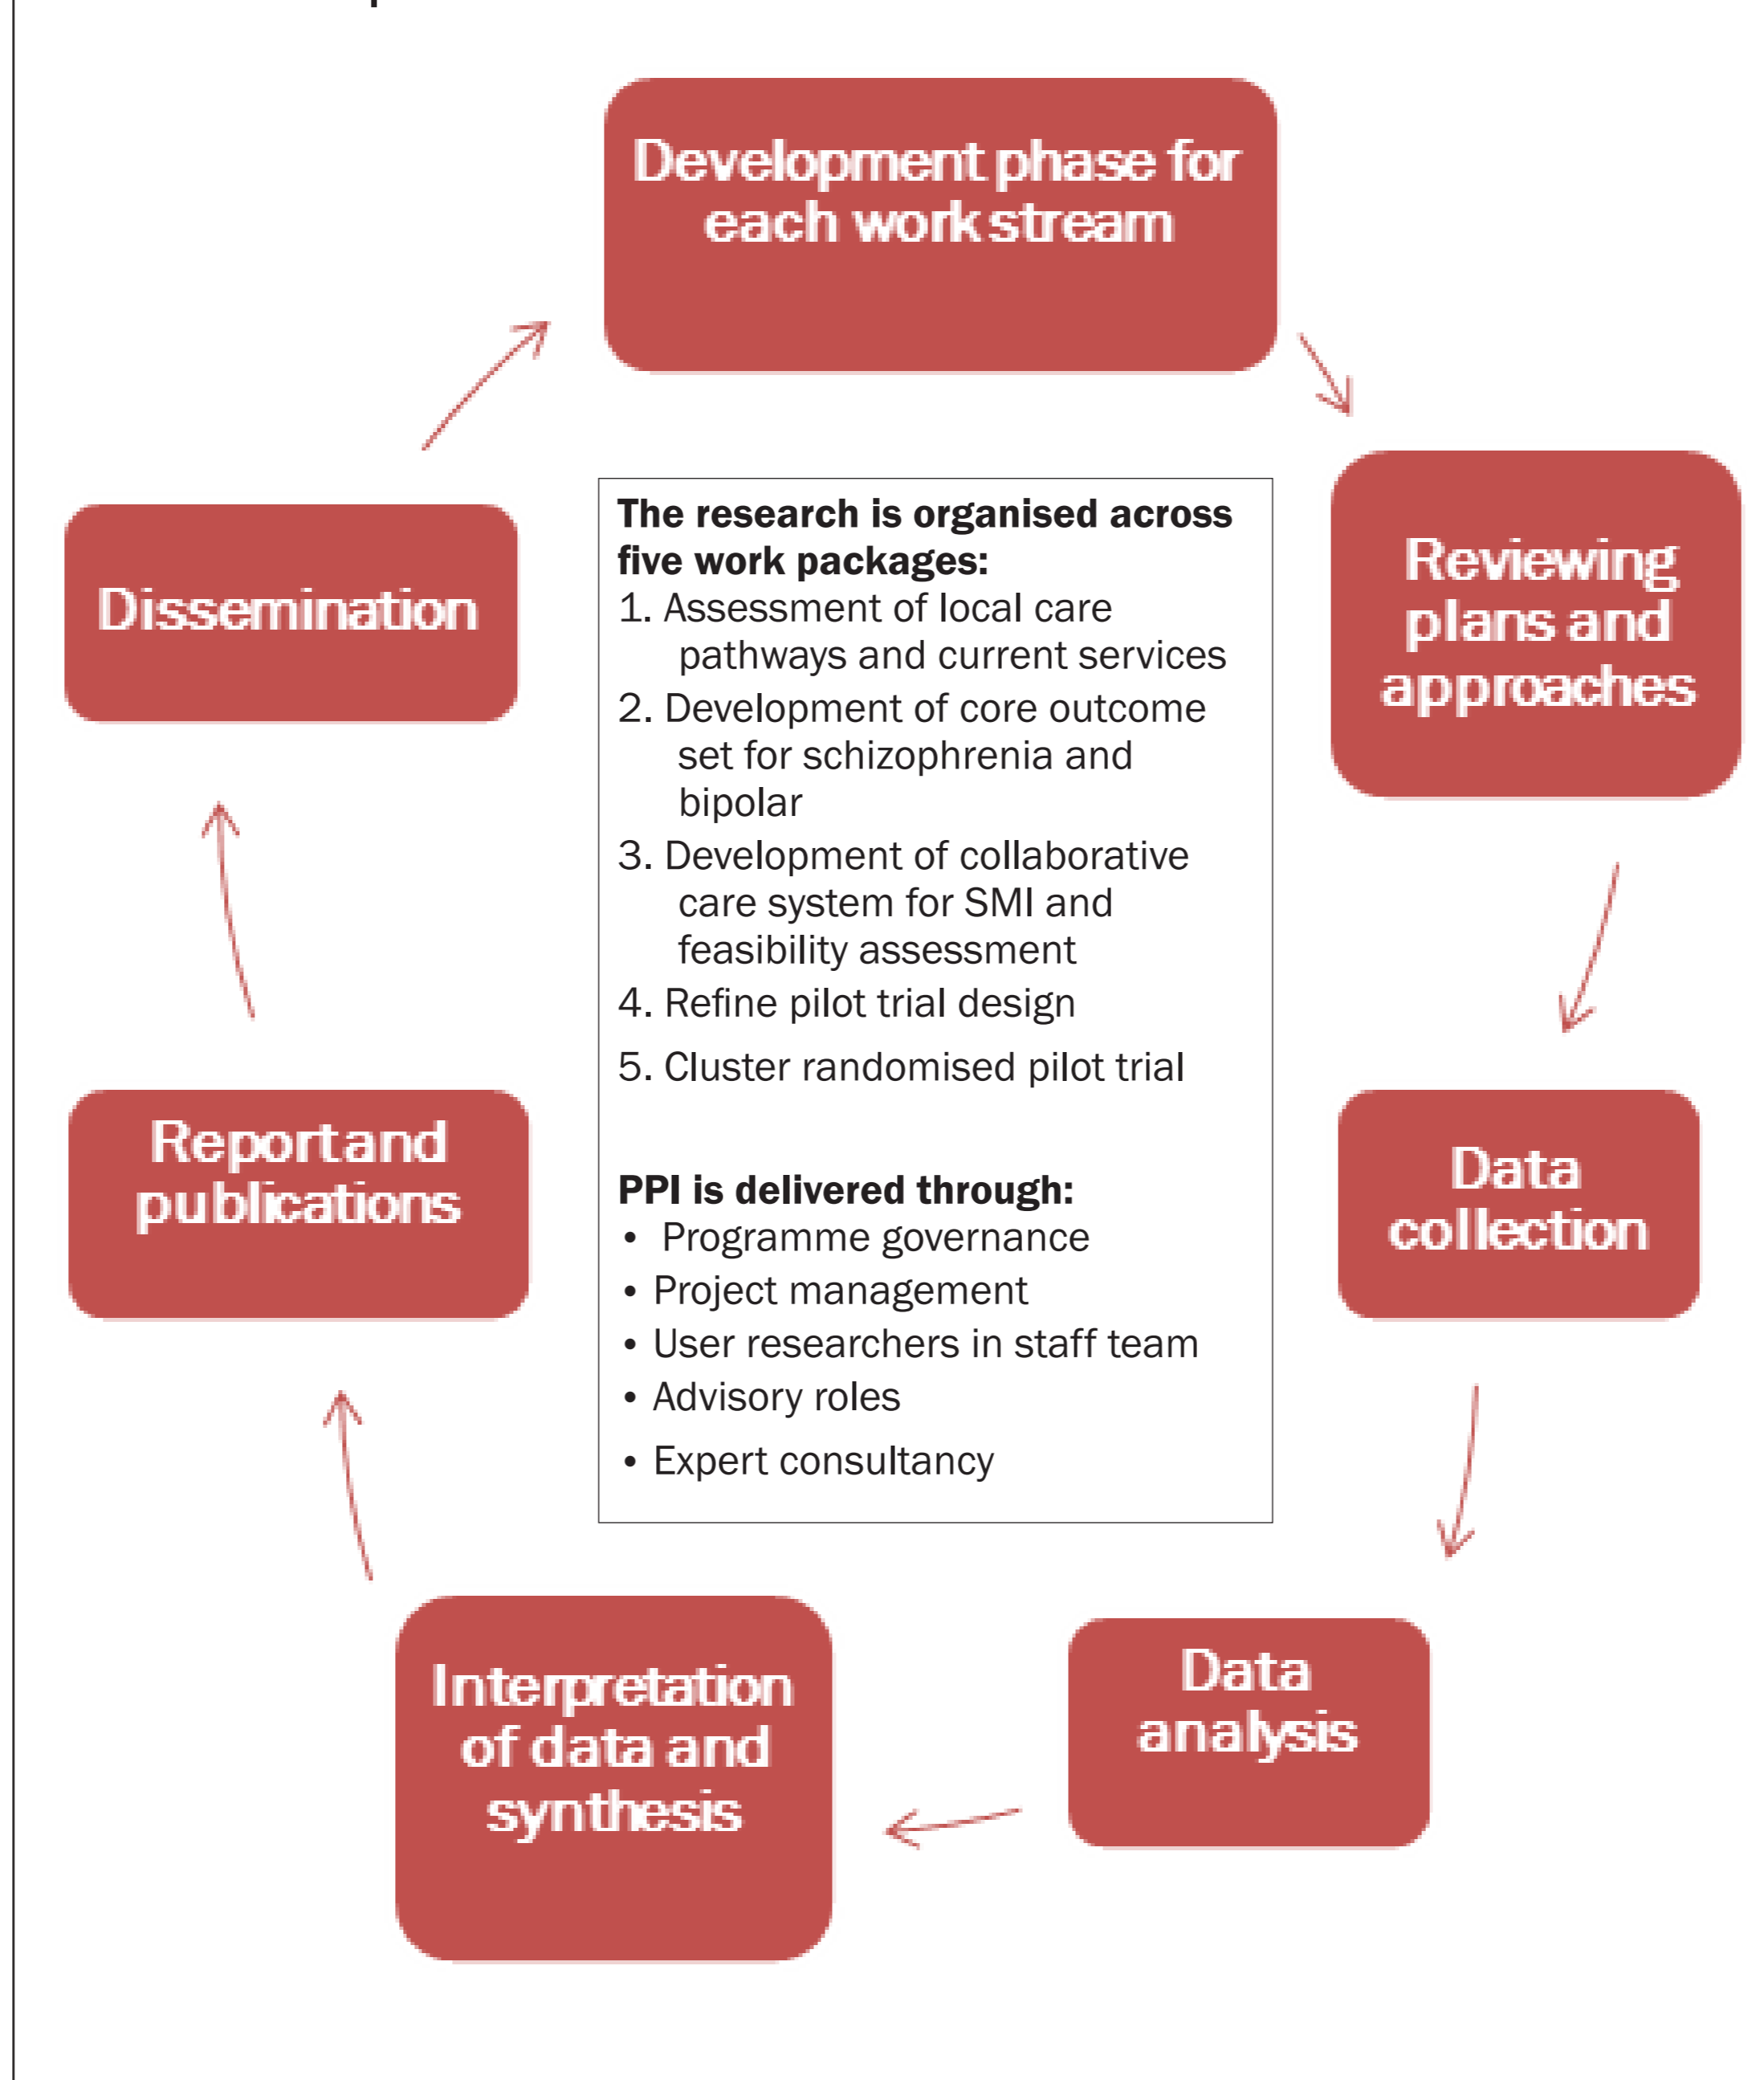 Development phase for
each work stream
Reviewing
plans and
approaches
Data
collection
Data
analysis
Interpretation
of data and
synthesis
Report and
publications
Dissemination
The research is organised across
five work packages:
1. Assessment of local care
pathways and current services
2. Development of core outcome
set for schizophrenia and
bipolar
3. Development of collaborative
care system for SMI and
feasibility assessment
4. Refine pilot trial design
5. Cluster randomised pilot trial
PPI is delivered through:
• Programme governance
• Project management
• User researchers in staff team
• Advisory roles
• Expert consultancy